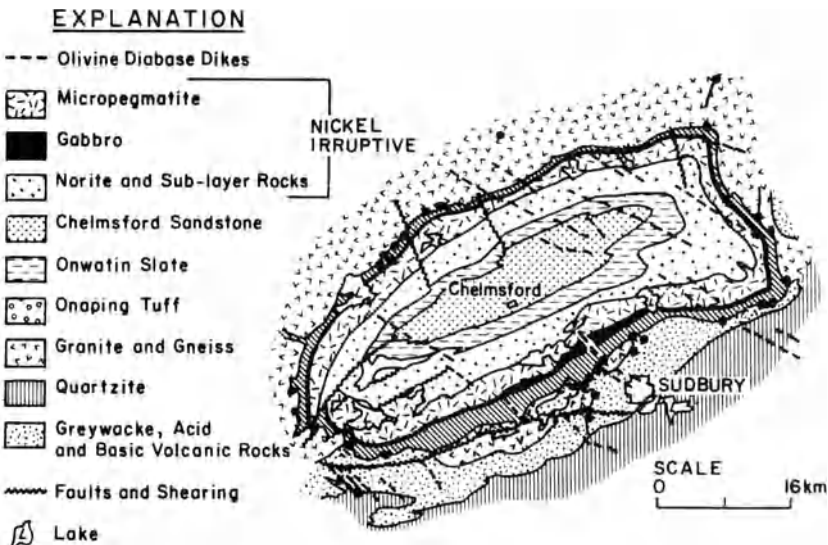 EXPLANATION
Olivine Diabase Dikes
Micropegmatite
Gabbro
Norite and Sub-layer Rocks
NICKEL
IRRUPTIVE
Chelmsford Sandstone
Onwatin Slate
Onaping Tuff
Granite and Gneiss
Quartzite
Greywacke, Acid
and Basic Volcanic Rocks
Faults and Shearing
Lake
L
Chelmsford
SUDBURY
SCALE
0 16km